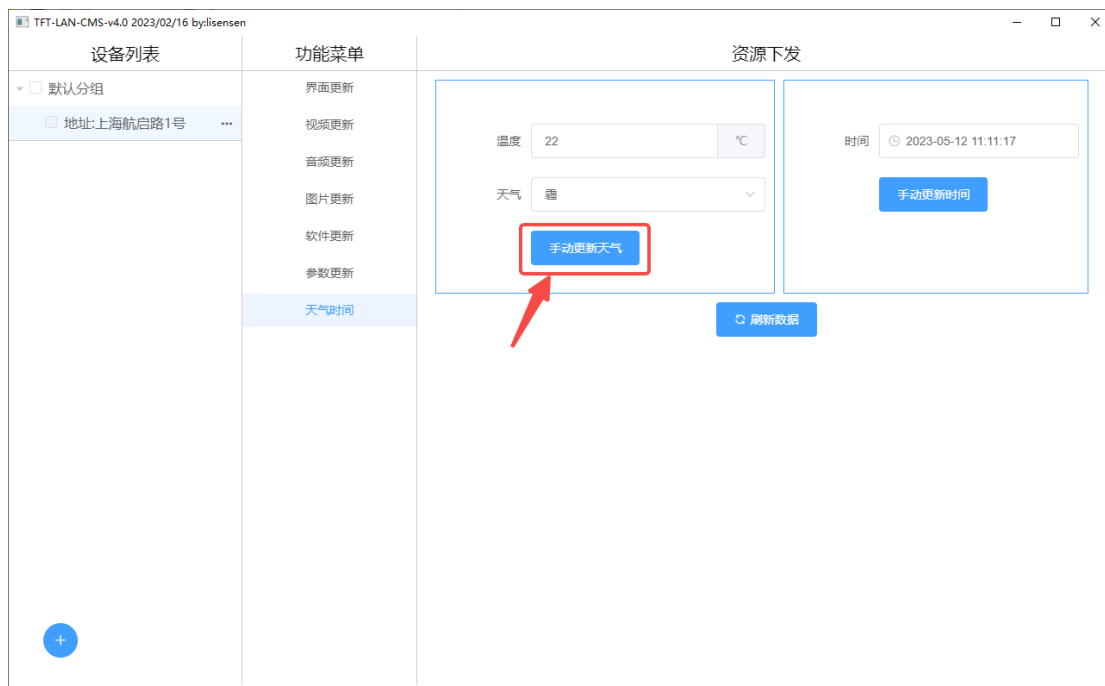 TFT-LAN-CMS-v4.0 2023/02/16 by:lisensen
设备列表
功能菜单
资源下发
默认分组
地址:上海航启路1号
界面更新
视频更新
音频更新
图片更新
软件更新
参数更新
天气时间
温度
22
℃
天气
霾
手动更新天气
时间
2023-05-12 11:11:17
手动更新时间
刷新数据